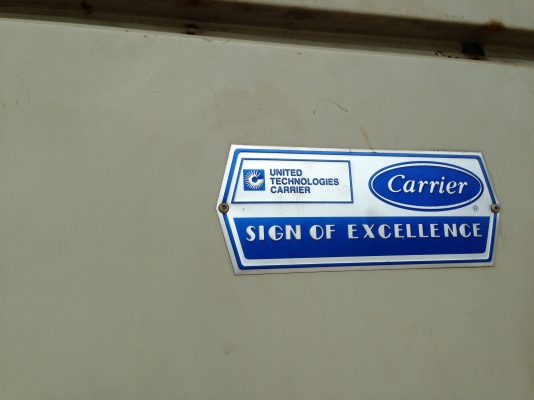 UNITED
TECHNOLOGIES
CARRIER
Carrier
®
SIGN OF EXCELLENCE